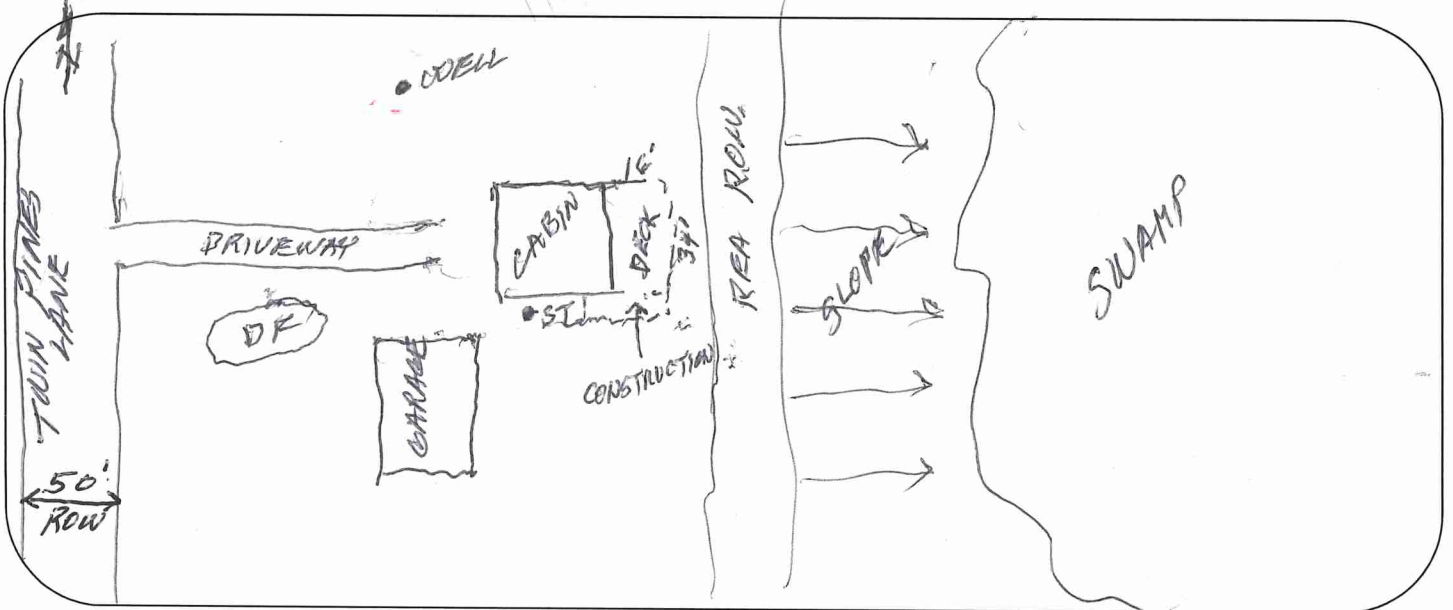 N
WELL
TWIN PINES
LANE
DRIVEWAY
DF
GARAGE
CABIN
16'
DECK
34'
ST
CONSTRUCTION
REA ROW
SLOPE
SWAMP
50'
ROW